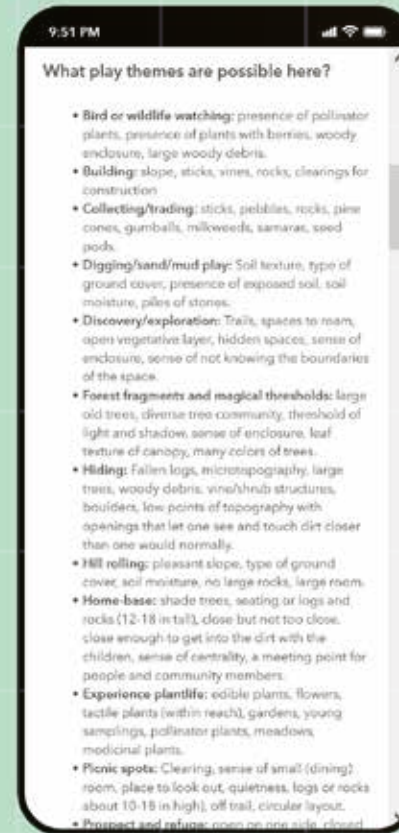 9:51 PM
What play themes are possible here?
• Bird or wildlife watching: presence of pollinator
plants, presence of plants with berries, woody
enclosure, large woody debris.
• Building: slope, sticks, vines, rocks, clearings for
construction
• Collecting/trading: sticks, pebbles, rocks, pine
cones, gumballs, milkweeds, samaras, seed
pods.
• Digging/sand/mud play: Soil texture, type of
ground cover, presence of exposed soil, soil
moisture, piles of stones.
• Discovery/exploration: Trails, spaces to roam,
open vegetative layer, hidden spaces, sense of
enclosure, sense of not knowing the boundaries
of the space.
• Forest fragments and magical thresholds: large
old trees, diverse tree community, threshold of
light and shadow, sense of enclosure, leaf
texture of canopy, many colors of trees.
• Hiding: Fallen logs, microtopography, large
trees, woody debris, vine/shrub structures,
boulders, low points of topography with
openings that let one see and touch dirt closer
than one would normally.
• Hill rolling: pleasant slope, type of ground
cover, soil moisture, no large rocks, large room.
• Home-base: shade trees, seating or logs and
rocks (12-18 in tall), close but not too close,
close enough to get into the dirt with the
children, sense of centrality, a meeting point for
people and community members.
• Experience plantlife: edible plants, flowers,
tactile plants (within reach), gardens, young
samplings, pollinator plants, meadows,
medicinal plants.
• Picnic spots: Clearing, sense of small (dining)
room, place to look out, quietness, logs or rocks
about 10-18 in high), off trail, circular layout.
• Prospect and refuge: open on one side, closed